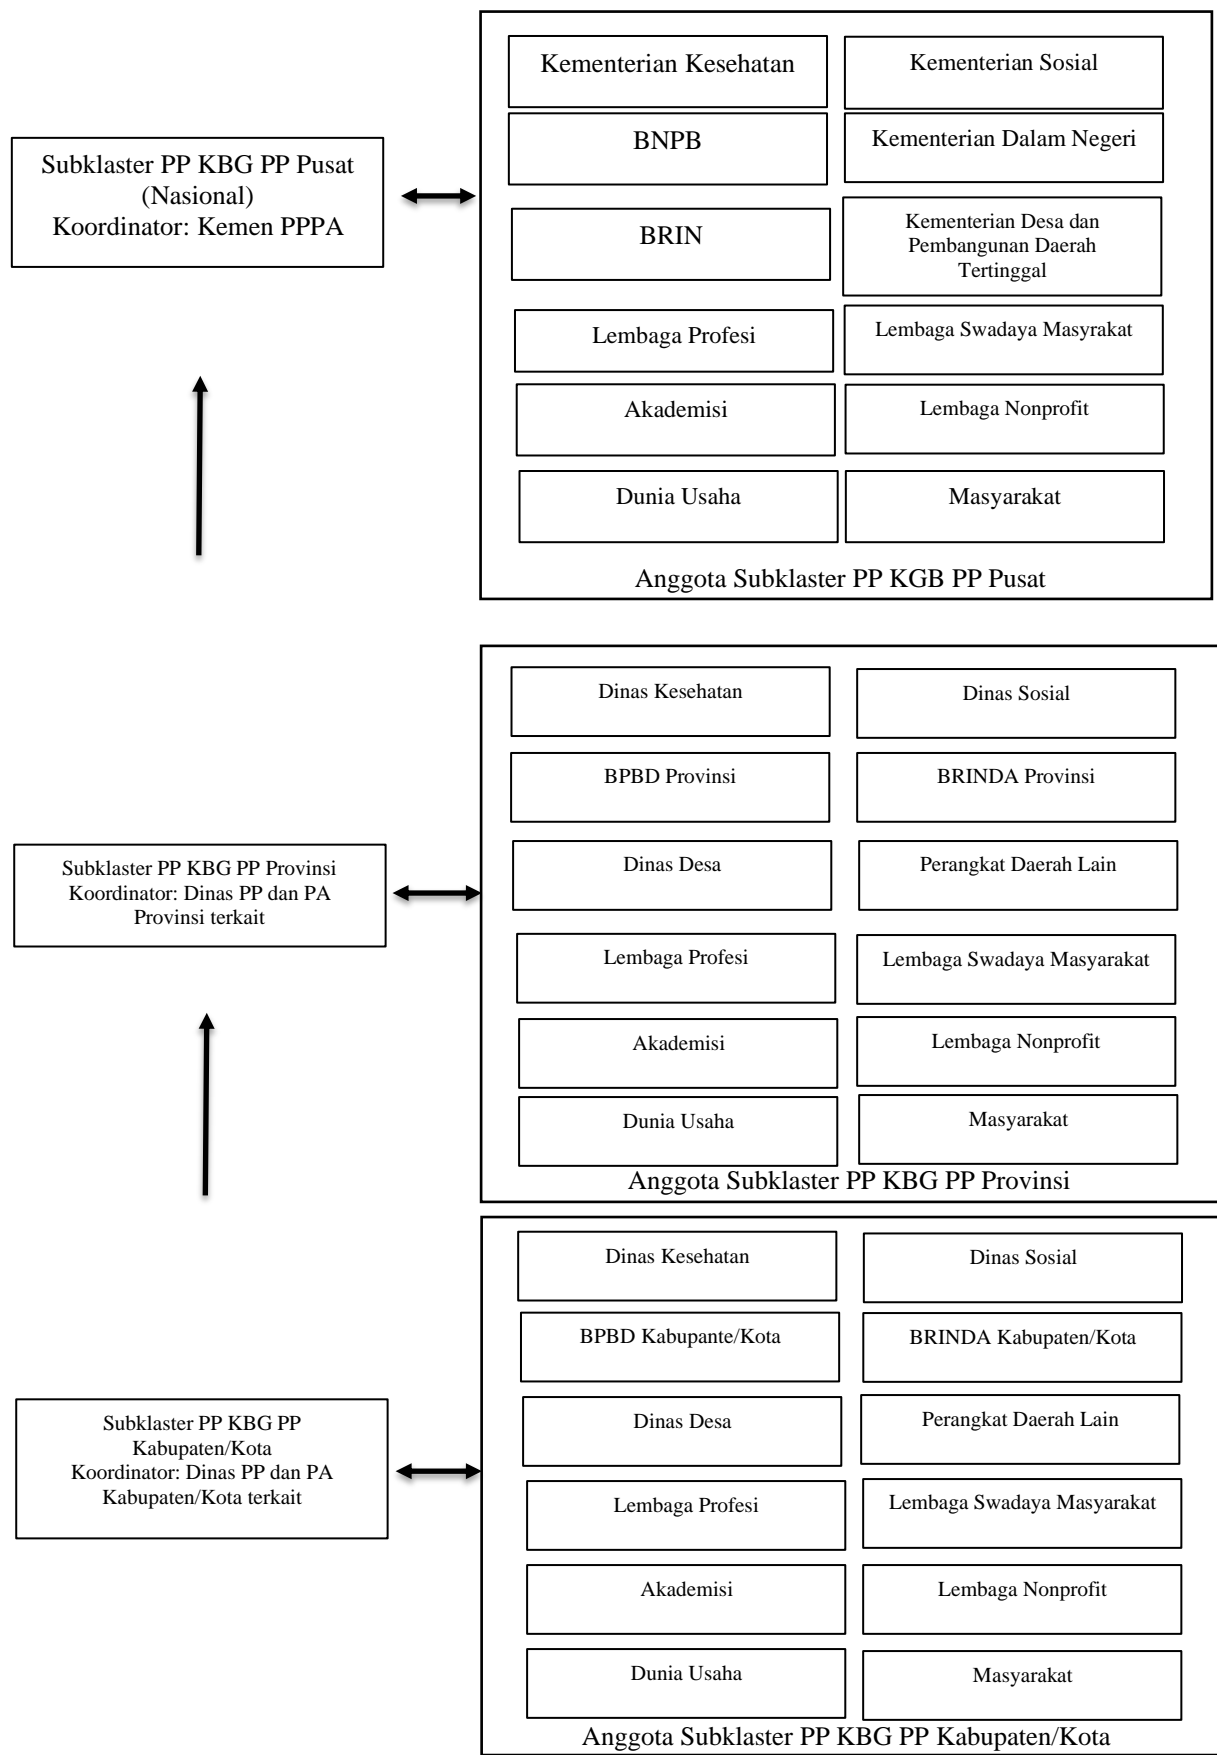 Kementerian Kesehatan
Kementerian Sosial
BNPB
Kementerian Dalam Negeri
Subklaster PP KBG PP Pusat
(Nasional)
Koordinator: Kemen PPPA
BRIN
Kementerian Desa dan
Pembangunan Daerah
Tertinggal
Lembaga Profesi
Lembaga Swadaya Masyrakat
Akademisi
Lembaga Nonprofit
Dunia Usaha
Masyarakat
Anggota Subklaster PP KGB PP Pusat
Dinas Kesehatan
Dinas Sosial
BPBD Provinsi
BRINDA Provinsi
Subklaster PP KBG PP Provinsi
Koordinator: Dinas PP dan PA
Provinsi terkait
Dinas Desa
Perangkat Daerah Lain
Lembaga Profesi
Lembaga Swadaya Masyarakat
Akademisi
Lembaga Nonprofit
Dunia Usaha
Masyarakat
Anggota Subklaster PP KBG PP Provinsi
Dinas Kesehatan
Dinas Sosial
BPBD Kabupante/Kota
BRINDA Kabupaten/Kota
Subklaster PP KBG PP
Kabupaten/Kota
Koordinator: Dinas PP dan PA
Kabupaten/Kota terkait
Dinas Desa
Perangkat Daerah Lain
Lembaga Profesi
Lembaga Swadaya Masyarakat
Akademisi
Lembaga Nonprofit
Dunia Usaha
Masyarakat
Anggota Subklaster PP KBG PP Kabupaten/Kota